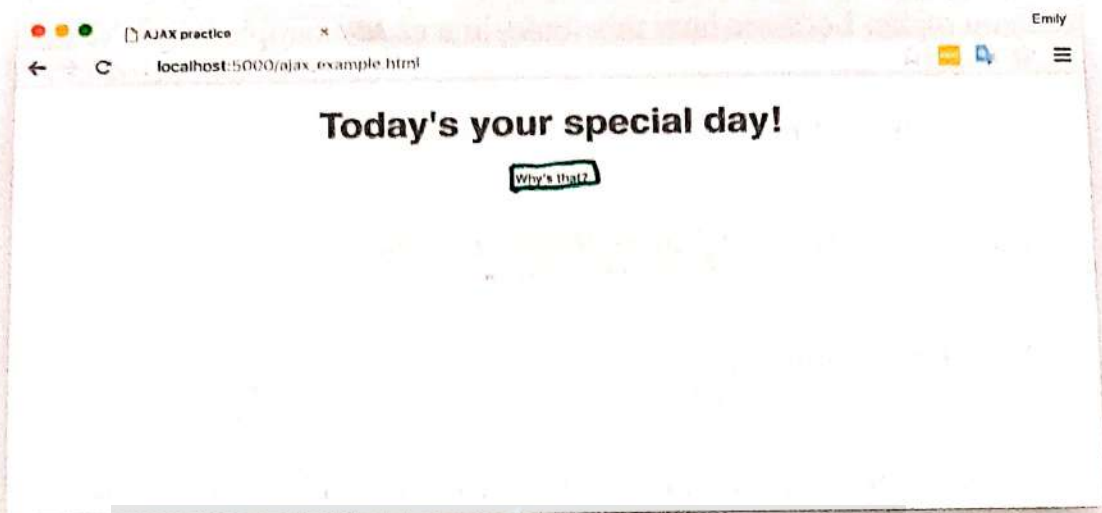 Emily
AJAX practice
localhost:5000/ajax_example.html
Today's your special day!
Why's that?